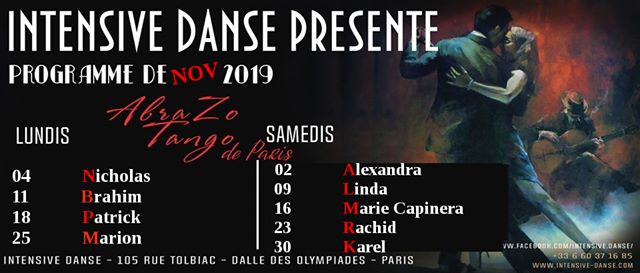 INTENSIVE DANSE PRESENTE
PROGRAMME DE NOV 2019
AbraZo
Tango
de Paris
LUNDIS
04 Nicholas
11 Brahim
18 Patrick
25 Marion
SAMEDIS
02 Alexandra
09 Linda
16 Marie Capinera
23 Rachid
30 Karel
INTENSIVE DANSE - 105 RUE TOLBIAC - DALLE DES OLYMPIADES - PARIS
VW.FACEBOOK.COM/INTENSIVE.DANSE/
+33 6 60 37 16 85
WWW.INTENSIVE-DANSE.COM